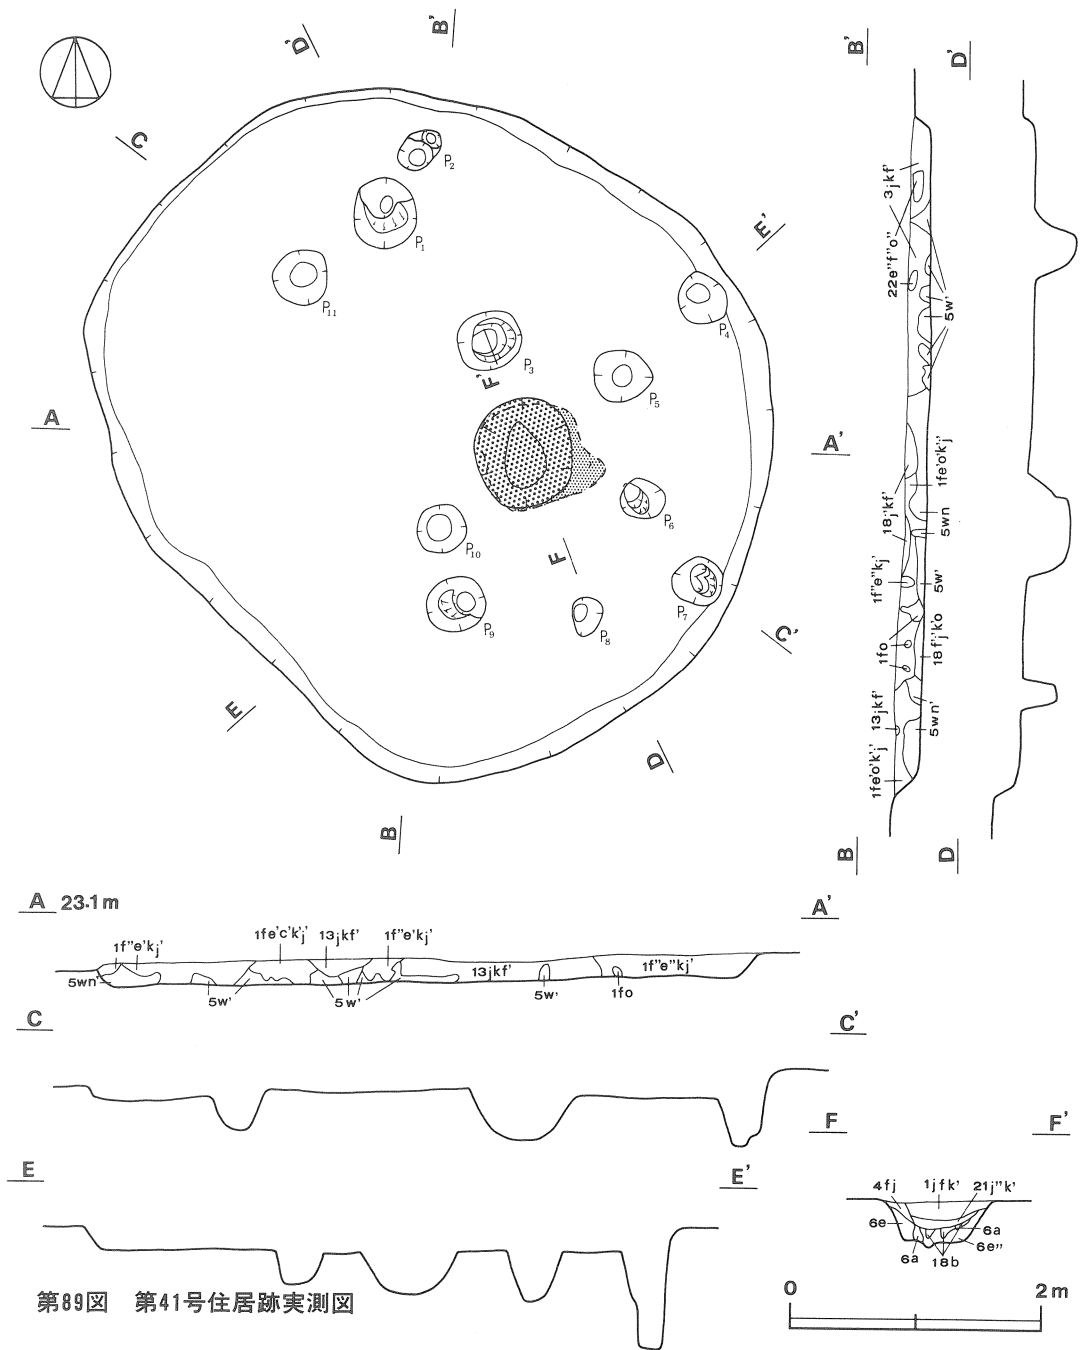 D'
B'
C
P₂
P₁
E'
P₁₁
P₄
P₃
F'
P₅
A
A'
P₆
P₁₀
F
P₇
P₉
P₈
C'
E
D
B
B'
D'
3jkf'
22e"f"o"
5w'
1fe'o'k'j'
18j'kf'
5wn
1f"e"kj'
5w'
1fo
18f'j'k'o
13jkf'
5wn'
1fe'o'k'j'
B
D
A 23.1m
A'
1f"e'kj'
1fe'c'k'j'
13jkf'
1f"e'kj'
5wn'
13jkf'
1f"e"kj'
5w'
5w'
5w'
1fo
C
C'
F
F'
E
E'
4fj
1jfk'
21j"k'
6e
6a
6a
18b
6e"
0
2m
第89図 第41号住居跡実測図